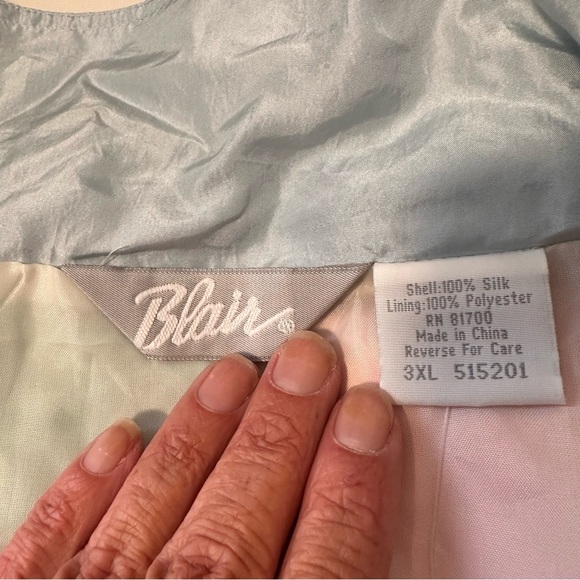 Blair®
Shell:100% Silk
Lining:100% Polyester
RN 81700
Made in China
Reverse For Care
3XL 515201